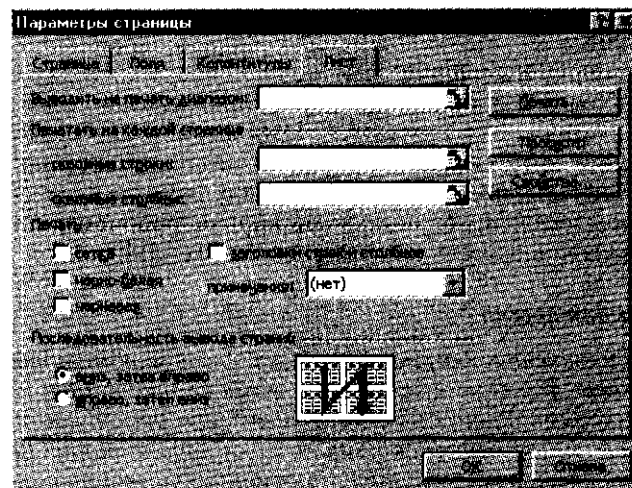 Параметры страницы
Страница Поля Колонтитулы Лист
Выводить на печать диапазон:
Печать...
Печатать на каждой странице
Просмотр
сквозные строки:
Свойства...
сквозные столбцы:
Печать
сетка
заголовки строк и столбцов
черно-белая
примечания: (нет)
черновая
Последовательность вывода страниц
вниз, затем вправо
вправо, затем вниз
OK Отмена